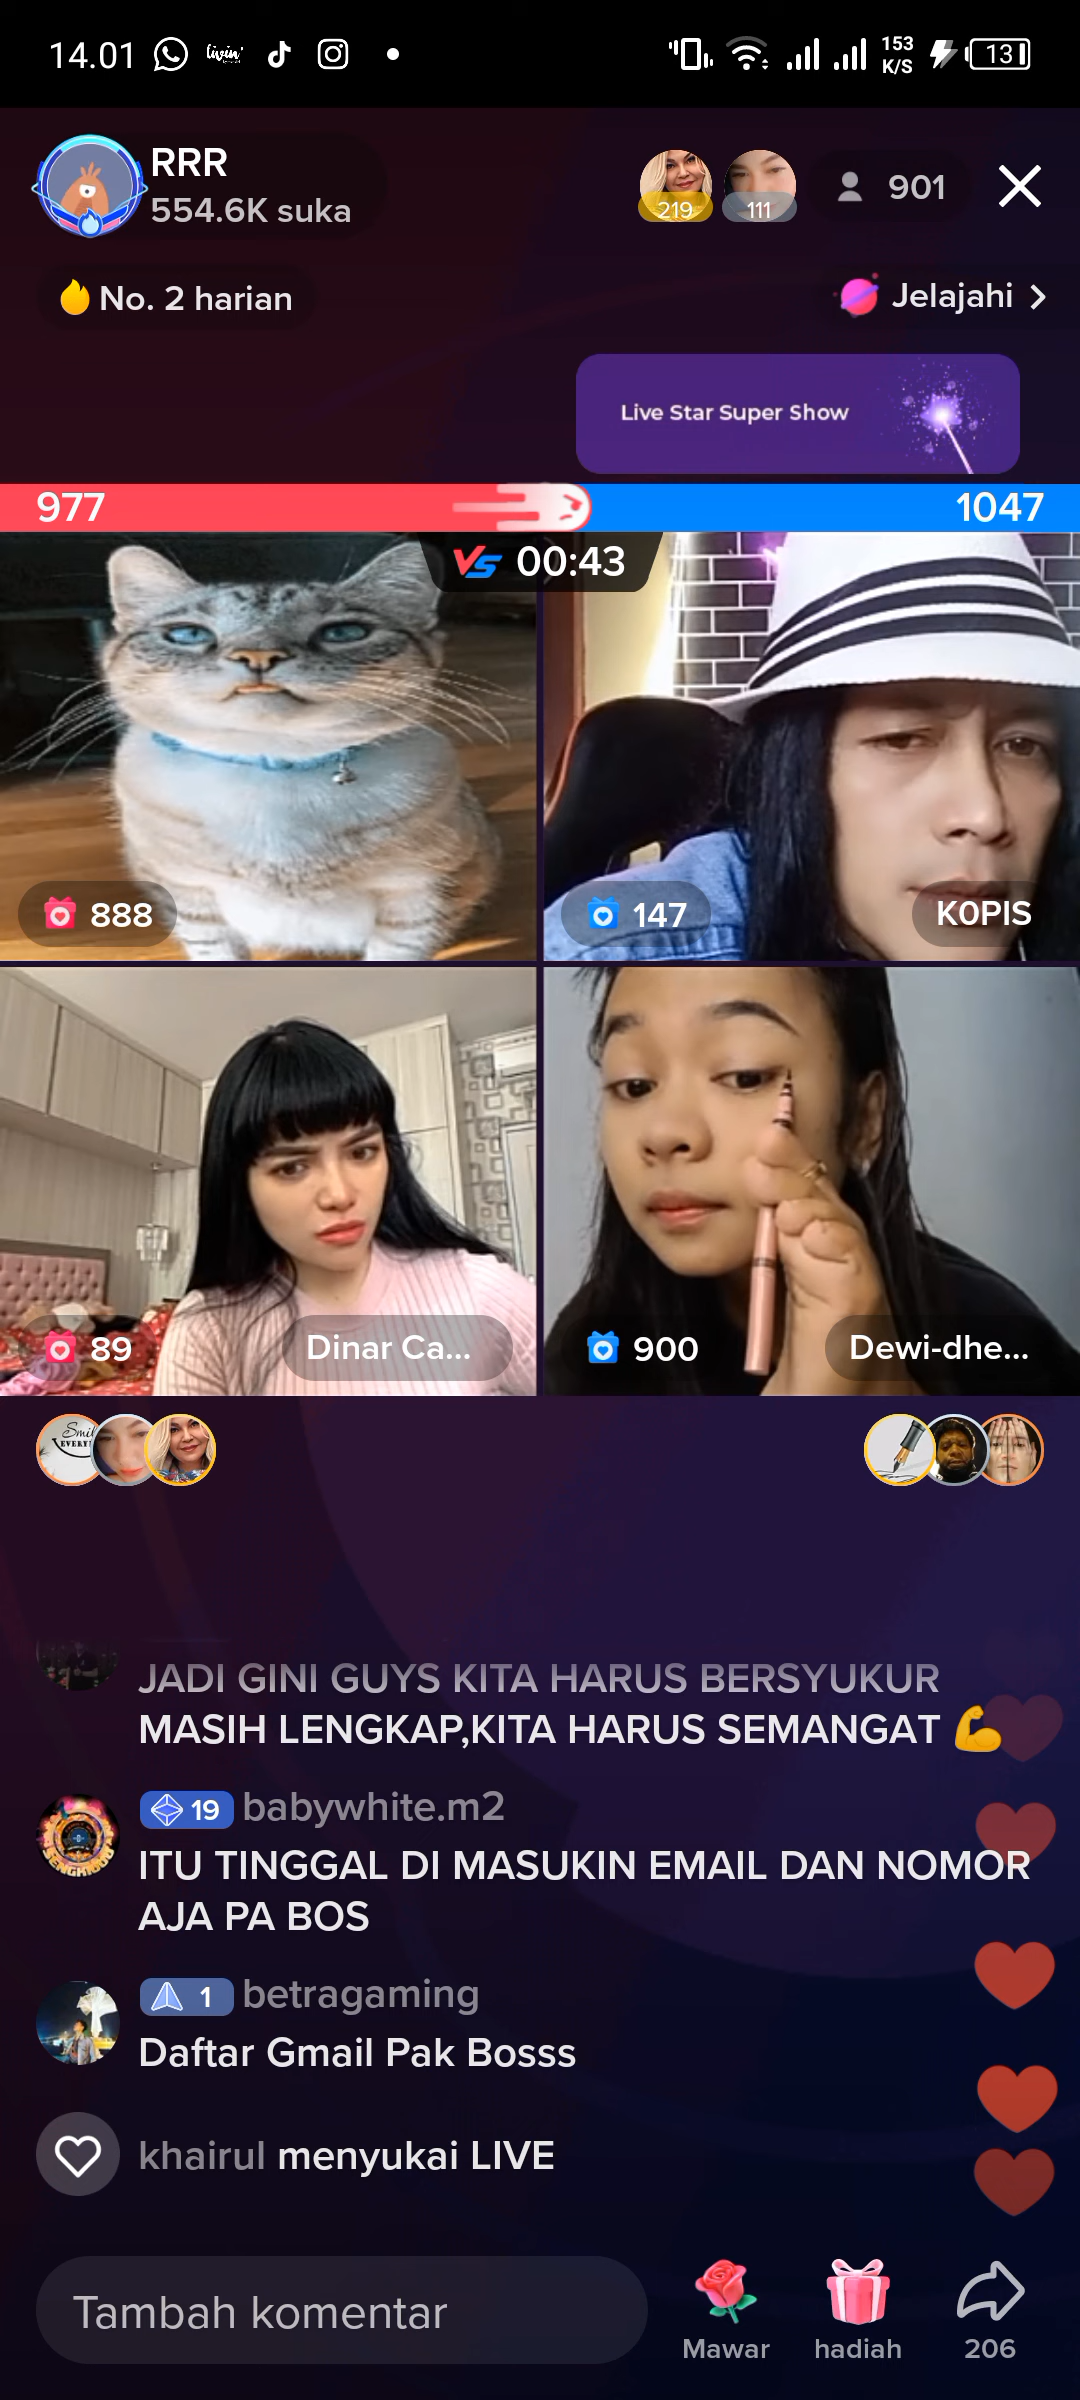 14.01
livin'
153
K/S
13
RRR
554.6K suka
219
111
901
No. 2 harian
Jelajahi
Live Star Super Show
977
1047
VS 00:43
888
147
K0PIS
89
Dinar Ca...
900
Dewi-dhe...
JADI GINI GUYS KITA HARUS BERSYUKUR
MASIH LENGKAP,KITA HARUS SEMANGAT 💪
19 babywhite.m2
ITU TINGGAL DI MASUKIN EMAIL DAN NOMOR
AJA PA BOS
1 betragaming
Daftar Gmail Pak Bosss
khairul menyukai LIVE
Tambah komentar
Mawar
hadiah
206